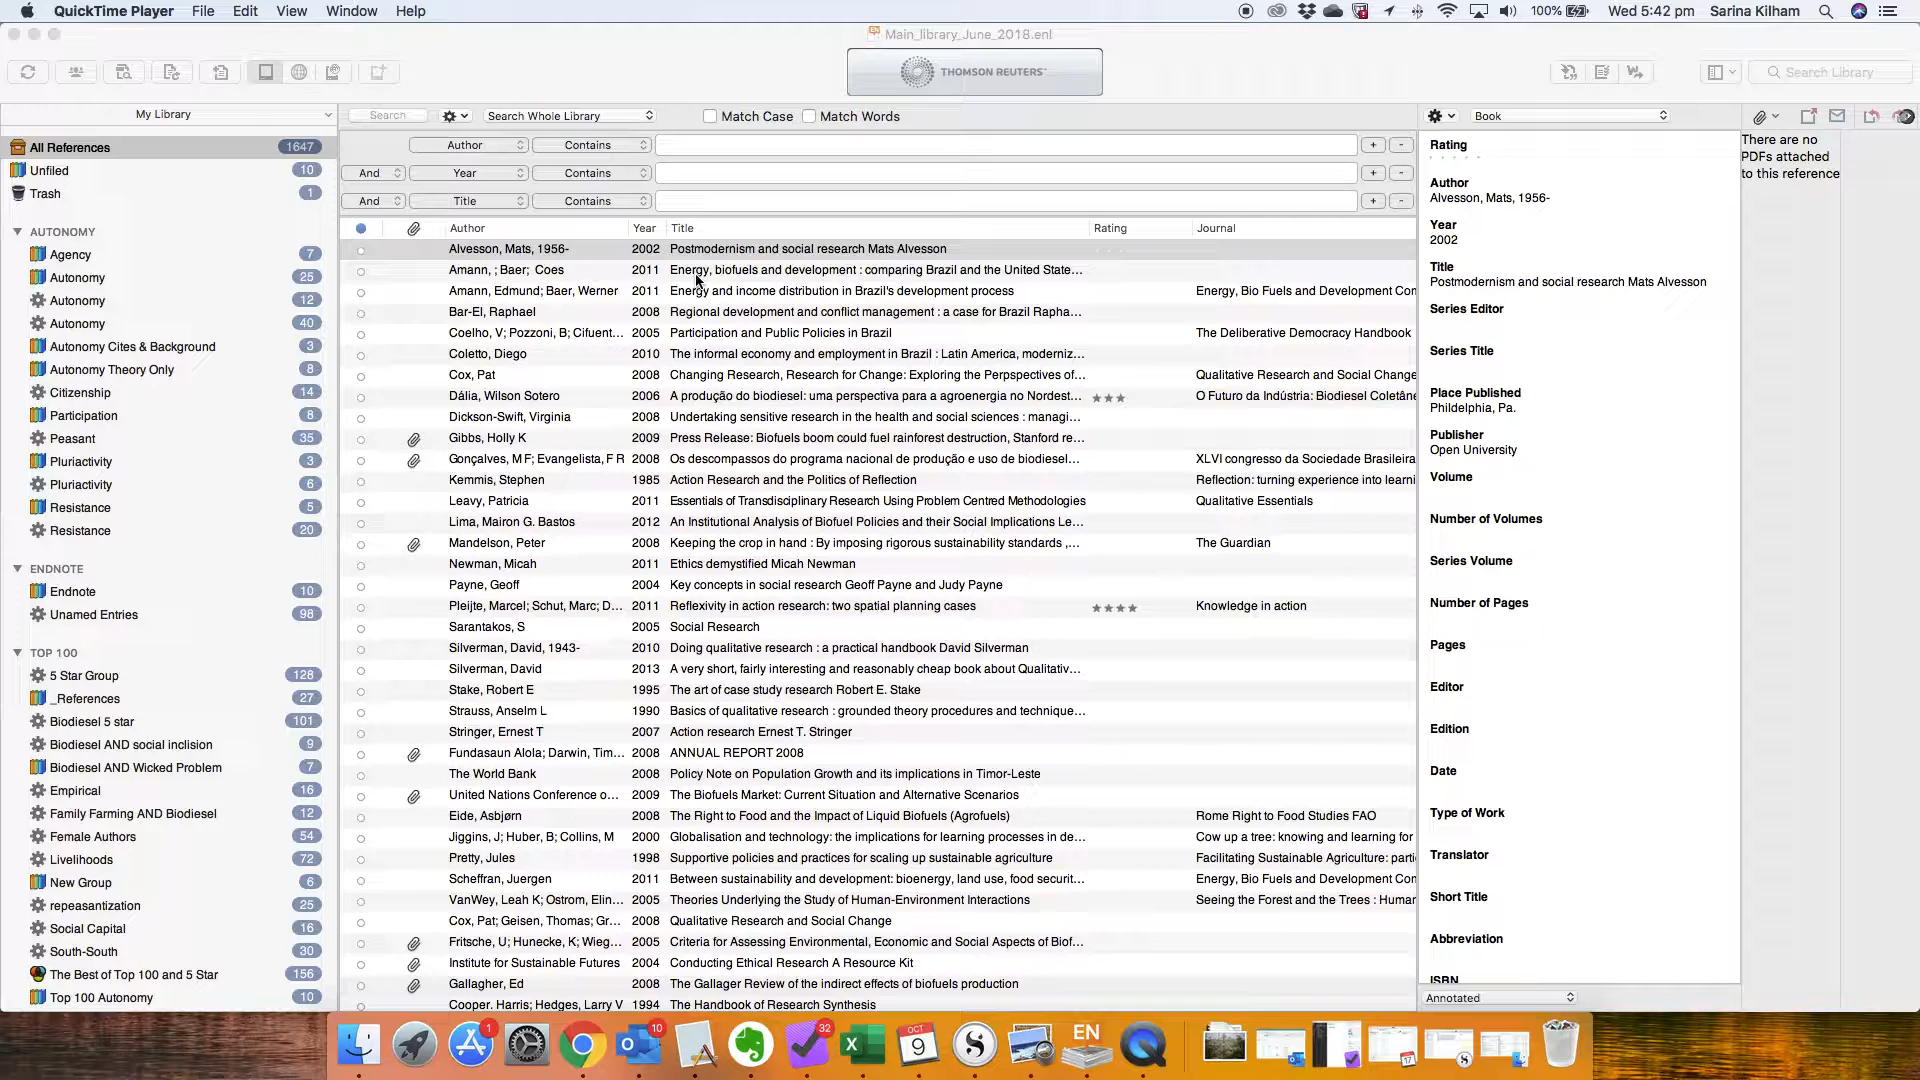 QuickTime Player File Edit View Window Help 100% Wed 5:42 pm Sarina Kilham
Main_library_June_2018.enl
THOMSON REUTERS
Search Library
My Library
Search Search Whole Library Match Case Match Words
Author Contains + -
And Year Contains + -
And Title Contains + -
All References 1647
Unfiled 10
Trash 1
AUTONOMY
Agency 7
Autonomy 25
Autonomy 12
Autonomy 40
Autonomy Cites & Background 3
Autonomy Theory Only 8
Citizenship 14
Participation 8
Peasant 35
Pluriactivity 3
Pluriactivity 6
Resistance 5
Resistance 20
ENDNOTE
Endnote 10
Unamed Entries 98
TOP 100
5 Star Group 128
_References 27
Biodiesel 5 star 101
Biodiesel AND social inclision 9
Biodiesel AND Wicked Problem 7
Empirical 16
Family Farming AND Biodiesel 12
Female Authors 54
Livelihoods 72
New Group 6
repeasantization 25
Social Capital 16
South-South 30
The Best of Top 100 and 5 Star 156
Top 100 Autonomy 10
Author Year Title Rating Journal
Alvesson, Mats, 1956- 2002 Postmodernism and social research Mats Alvesson
Amann, ; Baer; Coes 2011 Energy, biofuels and development : comparing Brazil and the United State...
Amann, Edmund; Baer, Werner 2011 Energy and income distribution in Brazil's development process Energy, Bio Fuels and Development Con
Bar-El, Raphael 2008 Regional development and conflict management : a case for Brazil Rapha...
Coelho, V; Pozzoni, B; Cifuent... 2005 Participation and Public Policies in Brazil The Deliberative Democracy Handbook
Coletto, Diego 2010 The informal economy and employment in Brazil : Latin America, moderniz...
Cox, Pat 2008 Changing Research, Research for Change: Exploring the Perpspectives of... Qualitative Research and Social Change
Dália, Wilson Sotero 2006 A produção do biodiesel: uma perspectiva para a agroenergia no Nordest... ★★★ O Futuro da Indústria: Biodiesel Coletâne
Dickson-Swift, Virginia 2008 Undertaking sensitive research in the health and social sciences : managi...
Gibbs, Holly K 2009 Press Release: Biofuels boom could fuel rainforest destruction, Stanford re...
Gonçalves, M F; Evangelista, F R 2008 Os descompassos do programa nacional de produção e uso de biodiesel... XLVI congresso da Sociedade Brasileira
Kemmis, Stephen 1985 Action Research and the Politics of Reflection Reflection: turning experience into learni
Leavy, Patricia 2011 Essentials of Transdisciplinary Research Using Problem Centred Methodologies Qualitative Essentials
Lima, Mairon G. Bastos 2012 An Institutional Analysis of Biofuel Policies and their Social Implications Le...
Mandelson, Peter 2008 Keeping the crop in hand : By imposing rigorous sustainability standards ,... The Guardian
Newman, Micah 2011 Ethics demystified Micah Newman
Payne, Geoff 2004 Key concepts in social research Geoff Payne and Judy Payne
Pleijte, Marcel; Schut, Marc; D... 2011 Reflexivity in action research: two spatial planning cases ★★★★ Knowledge in action
Sarantakos, S 2005 Social Research
Silverman, David, 1943- 2010 Doing qualitative research : a practical handbook David Silverman
Silverman, David 2013 A very short, fairly interesting and reasonably cheap book about Qualitativ...
Stake, Robert E 1995 The art of case study research Robert E. Stake
Strauss, Anselm L 1990 Basics of qualitative research : grounded theory procedures and technique...
Stringer, Ernest T 2007 Action research Ernest T. Stringer
Fundasaun Alola; Darwin, Tim... 2008 ANNUAL REPORT 2008
The World Bank 2008 Policy Note on Population Growth and its implications in Timor-Leste
United Nations Conference o... 2009 The Biofuels Market: Current Situation and Alternative Scenarios
Eide, Asbjørn 2008 The Right to Food and the Impact of Liquid Biofuels (Agrofuels) Rome Right to Food Studies FAO
Jiggins, J; Huber, B; Collins, M 2000 Globalisation and technology: the implications for learning processes in de... Cow up a tree: knowing and learning for
Pretty, Jules 1998 Supportive policies and practices for scaling up sustainable agriculture Facilitating Sustainable Agriculture: parti
Scheffran, Juergen 2011 Between sustainability and development: bioenergy, land use, food securit... Energy, Bio Fuels and Development Con
VanWey, Leah K; Ostrom, Elin... 2005 Theories Underlying the Study of Human-Environment Interactions Seeing the Forest and the Trees : Human
Cox, Pat; Geisen, Thomas; Gr... 2008 Qualitative Research and Social Change
Fritsche, U; Hunecke, K; Wieg... 2005 Criteria for Assessing Environmental, Economic and Social Aspects of Biof...
Institute for Sustainable Futures 2004 Conducting Ethical Research A Resource Kit
Gallagher, Ed 2008 The Gallager Review of the indirect effects of biofuels production
Cooper, Harris; Hedges, Larry V 1994 The Handbook of Research Synthesis
Book
Rating
Author
Alvesson, Mats, 1956-
Year
2002
Title
Postmodernism and social research Mats Alvesson
Series Editor
Series Title
Place Published
Phildelphia, Pa.
Publisher
Open University
Volume
Number of Volumes
Series Volume
Number of Pages
Pages
Editor
Edition
Date
Type of Work
Translator
Short Title
Abbreviation
ISBN
Annotated
There are no
PDFs attached
to this reference
1 10 32 OCT 9 EN 17